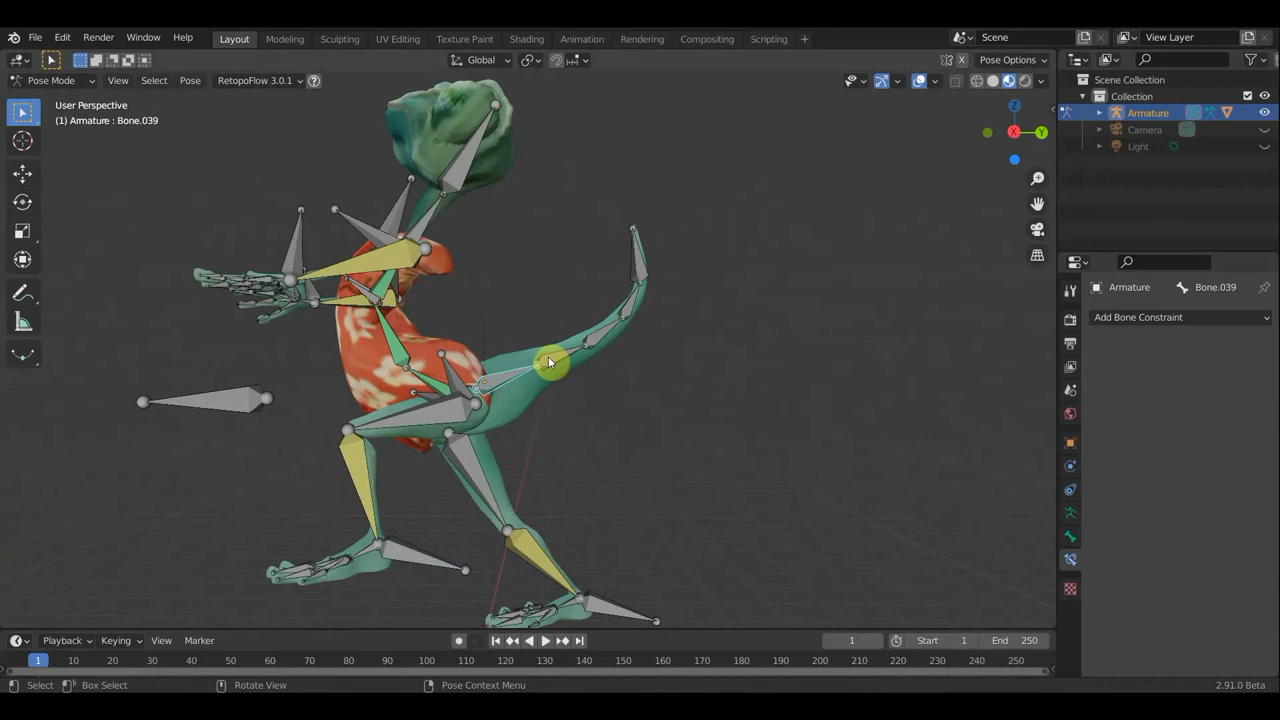 File Edit Render Window Help
Layout Modeling Sculpting UV Editing Texture Paint Shading Animation Rendering Compositing Scripting +
Scene
View Layer
Global
Pose Options
Pose Mode View Select Pose RetopoFlow 3.0.1 ?
User Perspective
(1) Armature : Bone.039
Z
X
Y
Scene Collection
Collection
Armature
Camera
Light
Armature
Bone.039
Add Bone Constraint
Playback Keying View Marker
1
Start 1
End 250
1 10 20 30 40 50 60 70 80 90 100 110 120 130 140 150 160 170 180 190 200 210 220 230 240 250
Select Box Select Rotate View Pose Context Menu 2.91.0 Beta